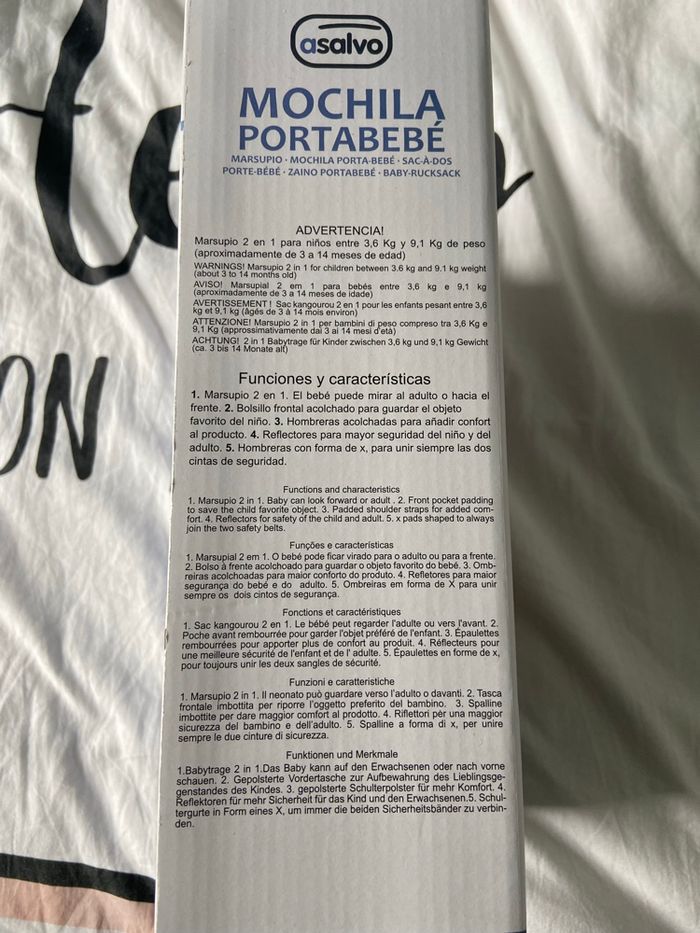 asalvo
MOCHILA
PORTABEBÉ
MARSUPIO · MOCHILA PORTA-BEBÉ · SAC-À-DOS
PORTE-BÉBÉ · ZAINO PORTABEBÉ · BABY-RUCKSACK
ADVERTENCIA!
Marsupio 2 en 1 para niños entre 3,6 Kg y 9,1 Kg de peso
(aproximadamente de 3 a 14 meses de edad)
WARNINGS! Marsupio 2 in 1 for children between 3.6 kg and 9.1 kg weight
(about 3 to 14 months old)
AVISO! Marsupial 2 em 1 para bebés entre 3,6 kg e 9,1 kg
(aproximadamente de 3 a 14 meses de idade)
AVERTISSEMENT ! Sac kangourou 2 en 1 pour les enfants pesant entre 3,6
kg et 9,1 kg (âgés de 3 à 14 mois environ)
ATTENZIONE! Marsupio 2 in 1 per bambini di peso compreso tra 3,6 Kg e
9,1 Kg (approssimativamente dai 3 ai 14 mesi d'età)
ACHTUNG! 2 in 1 Babytrage für Kinder zwischen 3,6 kg und 9,1 kg Gewicht
(ca. 3 bis 14 Monate alt)
Funciones y características
1. Marsupio 2 en 1. El bebé puede mirar al adulto o hacia el
frente. 2. Bolsillo frontal acolchado para guardar el objeto
favorito del niño. 3. Hombreras acolchadas para añadir confort
al producto. 4. Reflectores para mayor seguridad del niño y del
adulto. 5. Hombreras con forma de x, para unir siempre las dos
cintas de seguridad.
Functions and characteristics
1. Marsupio 2 in 1. Baby can look forward or adult . 2. Front pocket padding
to save the child favorite object. 3. Padded shoulder straps for added com-
fort. 4. Reflectors for safety of the child and adult. 5. x pads shaped to always
join the two safety belts.
Funções e características
1. Marsupial 2 em 1. O bebé pode ficar virado para o adulto ou para a frente.
2. Bolso à frente acolchoado para guardar o objeto favorito do bebé. 3. Omb-
reiras acolchoadas para maior conforto do produto. 4. Refletores para maior
segurança do bebé e do adulto. 5. Ombreiras em forma de X para unir
sempre os dois cintos de segurança.
Fonctions et caractéristiques
1. Sac kangourou 2 en 1. Le bébé peut regarder l'adulte ou vers l'avant. 2.
Poche avant rembourrée pour garder l'objet préféré de l'enfant. 3. Épaulettes
rembourrées pour apporter plus de confort au produit. 4. Réflecteurs pour
une meilleure sécurité de l'enfant et de l' adulte. 5. Épaulettes en forme de x,
pour toujours unir les deux sangles de sécurité.
Funzioni e caratteristiche
1. Marsupio 2 in 1. Il neonato può guardare verso l'adulto o davanti. 2. Tasca
frontale imbottita per riporre l'oggetto preferito del bambino. 3. Spalline
imbottite per dare maggior comfort al prodotto. 4. Riflettori per una maggior
sicurezza del bambino e dell'adulto. 5. Spalline a forma di x, per unire
sempre le due cinture di sicurezza.
Funktionen und Merkmale
1.Babytrage 2 in 1.Das Baby kann auf den Erwachsenen oder nach vorne
schauen. 2. Gepolsterte Vordertasche zur Aufbewahrung des Lieblingsge-
genstandes des Kindes. 3. gepolsterte Schulterpolster für mehr Komfort. 4.
Reflektoren für mehr Sicherheit für das Kind und den Erwachsenen.5. Schul-
tergurte in Form eines X, um immer die beiden Sicherheitsbänder zu verbin-
den.
ON